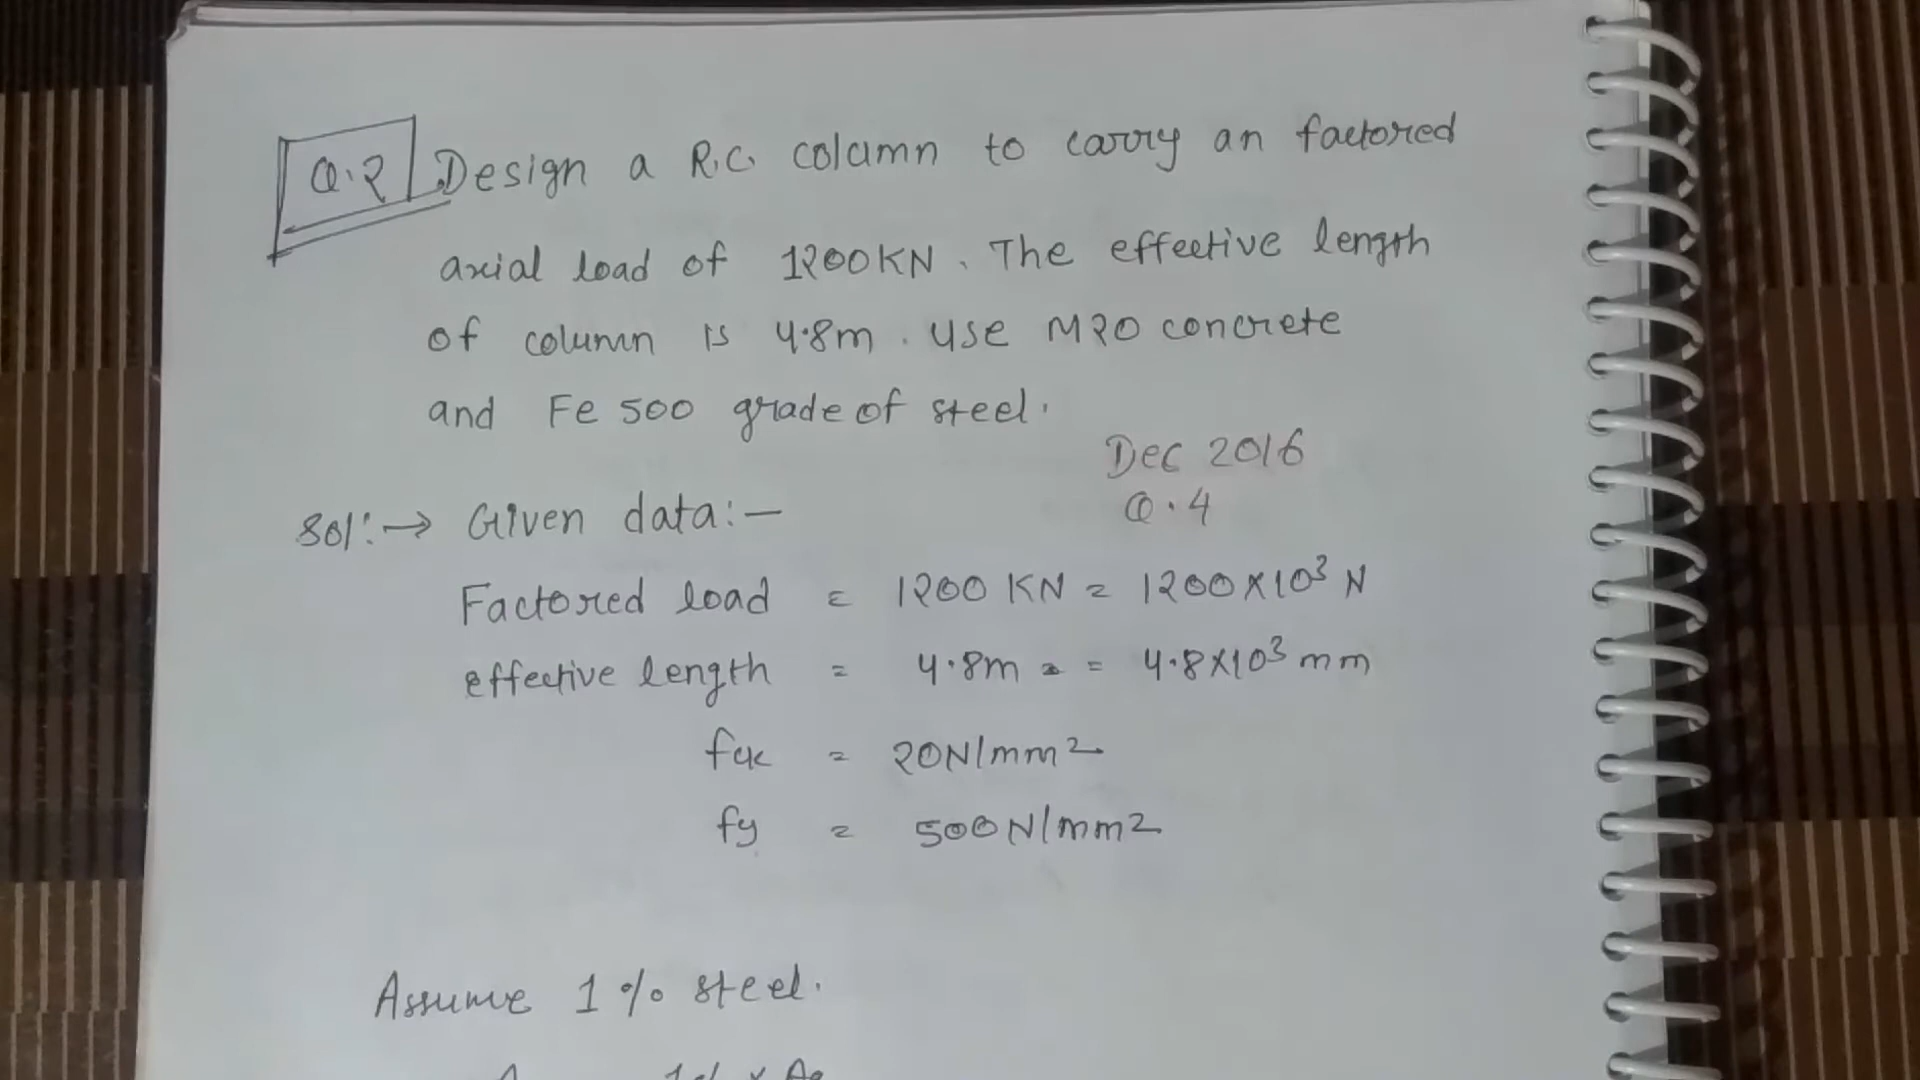 Q.2 Design a R.C. column to carry an factored
axial load of 1200KN. The effective length
of column is 4.8m. Use M20 concrete
and Fe 500 grade of steel.
Dec 2016
Q.4
Sol:→ Given data:-
Factored load = 1200 KN = 1200×10³ N
effective length = 4.8m = 4.8×10³ mm
fck = 20N/mm²
fy = 500N/mm2
Assume 1% steel.